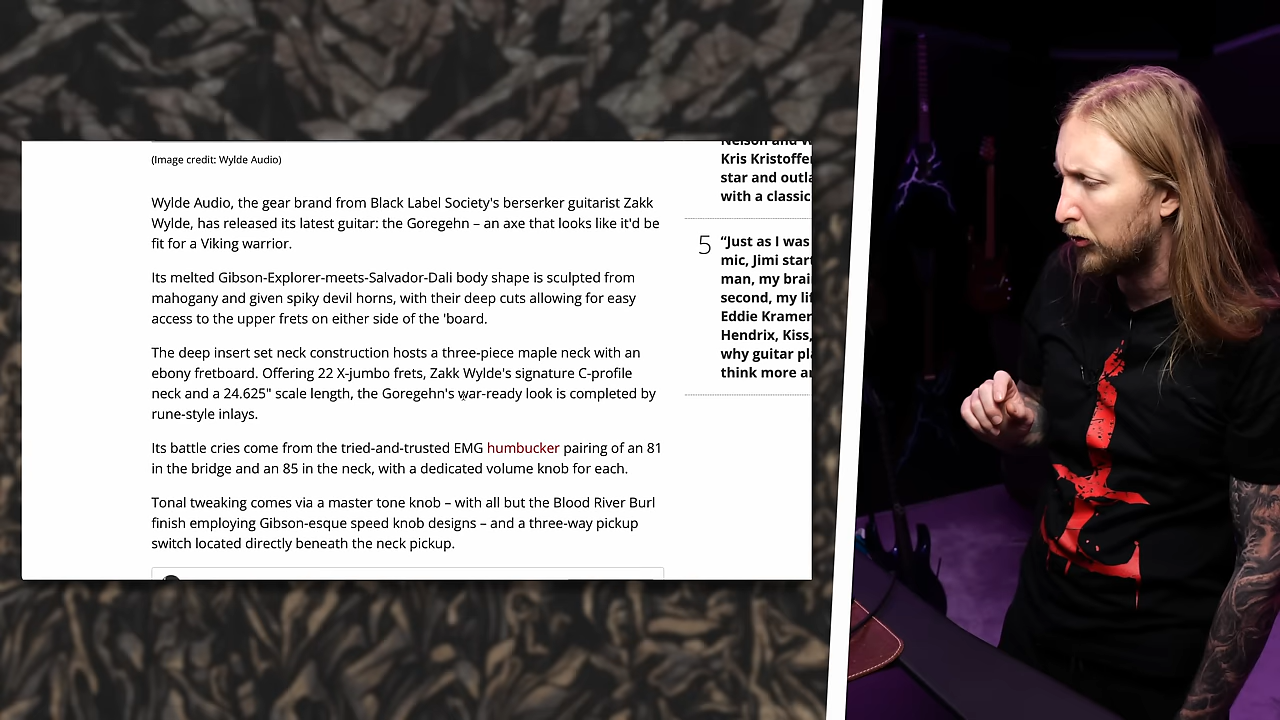 (Image credit: Wylde Audio)
Wylde Audio, the gear brand from Black Label Society's berserker guitarist Zakk
Wylde, has released its latest guitar: the Goregehn – an axe that looks like it'd be
fit for a Viking warrior.
Its melted Gibson-Explorer-meets-Salvador-Dali body shape is sculpted from
mahogany and given spiky devil horns, with their deep cuts allowing for easy
access to the upper frets on either side of the 'board.
The deep insert set neck construction hosts a three-piece maple neck with an
ebony fretboard. Offering 22 X-jumbo frets, Zakk Wylde's signature C-profile
neck and a 24.625" scale length, the Goregehn's war-ready look is completed by
rune-style inlays.
Its battle cries come from the tried-and-trusted EMG humbucker pairing of an 81
in the bridge and an 85 in the neck, with a dedicated volume knob for each.
Tonal tweaking comes via a master tone knob – with all but the Blood River Burl
finish employing Gibson-esque speed knob designs – and a three-way pickup
switch located directly beneath the neck pickup.
Nelson and
Kris Kristoffe
star and outla
with a classic
5 “Just as I was
mic, Jimi star
man, my brai
second, my li
Eddie Kramer
Hendrix, Kiss,
why guitar pl
think more a